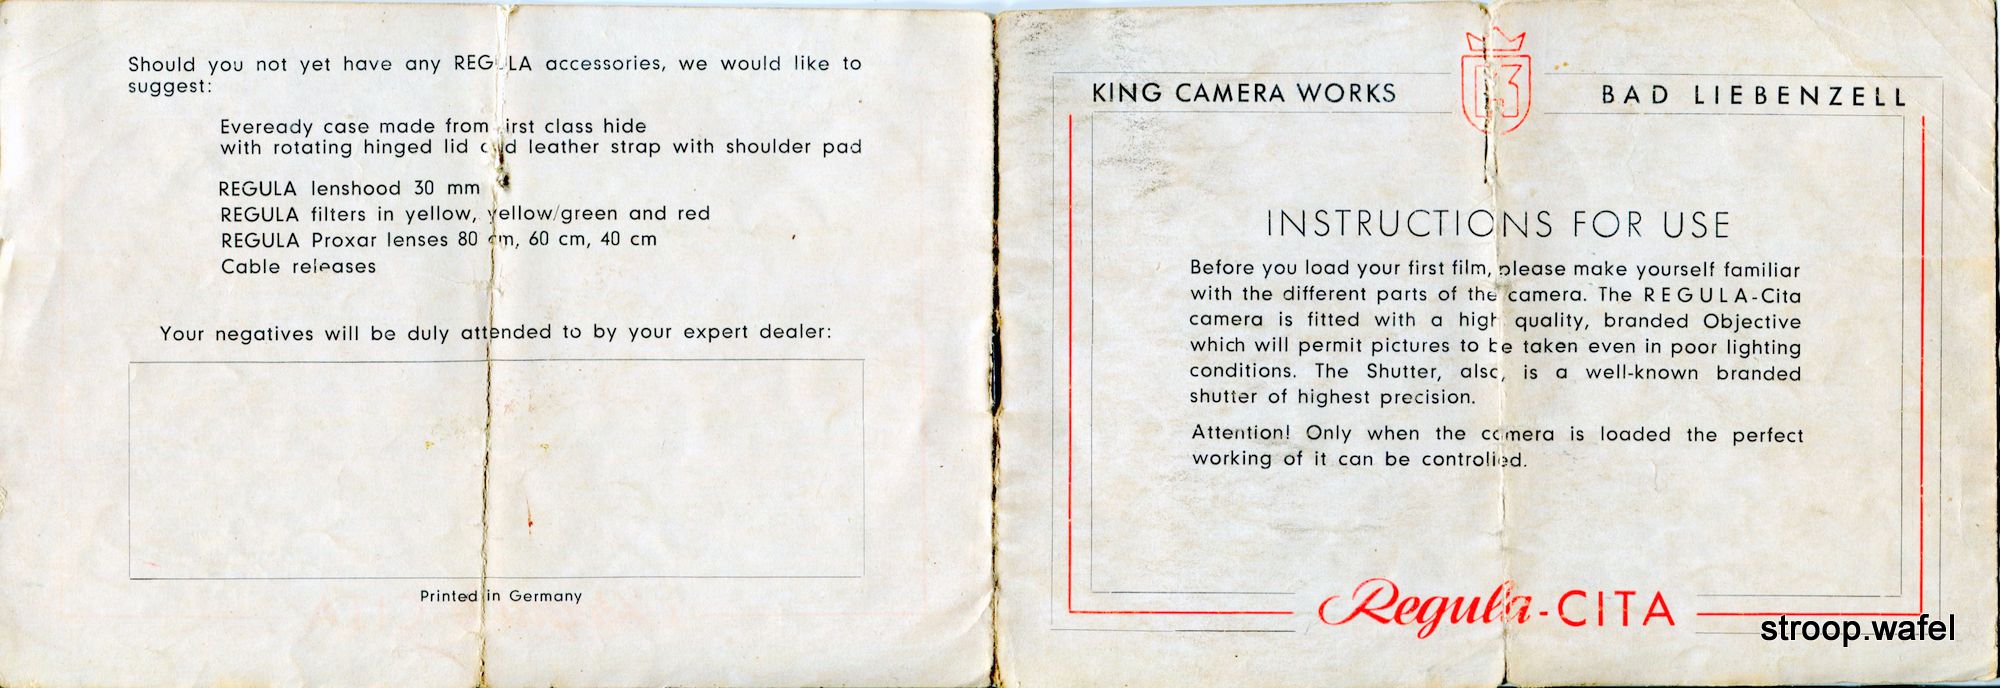 Should you not yet have any REGULA accessories, we would like to
suggest:
Eveready case made from first class hide
with rotating hinged lid and leather strap with shoulder pad
REGULA lenshood 30 mm
REGULA filters in yellow, yellow/green and red
REGULA Proxar lenses 80 cm, 60 cm, 40 cm
Cable releases
Your negatives will be duly attended to by your expert dealer:
Printed in Germany
KING CAMERA WORKS
BAD LIEBENZELL
INSTRUCTIONS FOR USE
Before you load your first film, please make yourself familiar
with the different parts of the camera. The REGULA-Cita
camera is fitted with a high quality, branded Objective
which will permit pictures to be taken even in poor lighting
conditions. The Shutter, also, is a well-known branded
shutter of highest precision.
Attention! Only when the camera is loaded the perfect
working of it can be controlled.
Regula-CITA
stroop.wafel